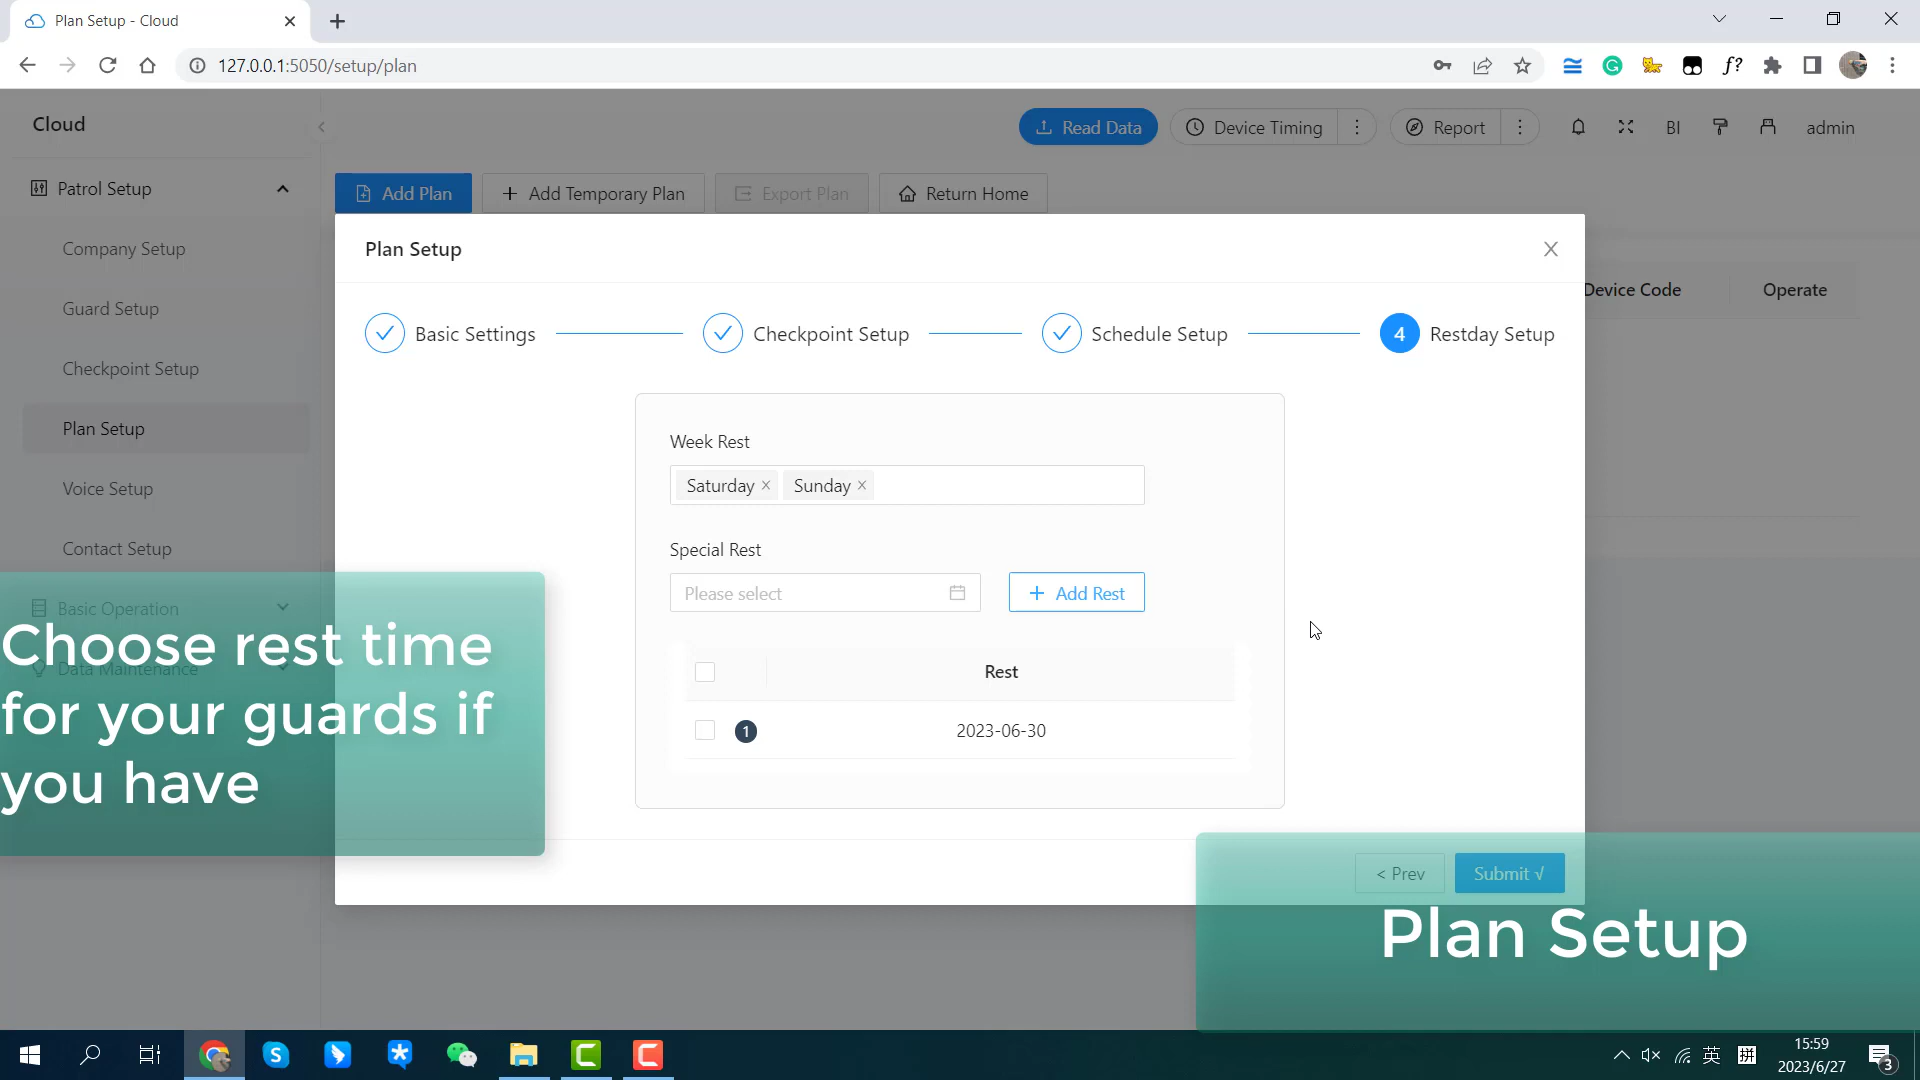 Plan Setup - Cloud
127.0.0.1:5050/setup/plan
Cloud
Read Data
Device Timing
Report
BI
admin
Patrol Setup
Company Setup
Guard Setup
Checkpoint Setup
Plan Setup
Voice Setup
Contact Setup
Basic Operation
Data Maintenance
Add Plan
+ Add Temporary Plan
Export Plan
Return Home
Device Code
Operate
Plan Setup
Basic Settings
Checkpoint Setup
Schedule Setup
4 Restday Setup
Week Rest
Saturday × Sunday ×
Special Rest
Please select
+ Add Rest
Rest
1 2023-06-30
< Prev
Submit √
Choose rest time
for your guards if
you have
Plan Setup
英
拼
15:59
2023/6/27
3